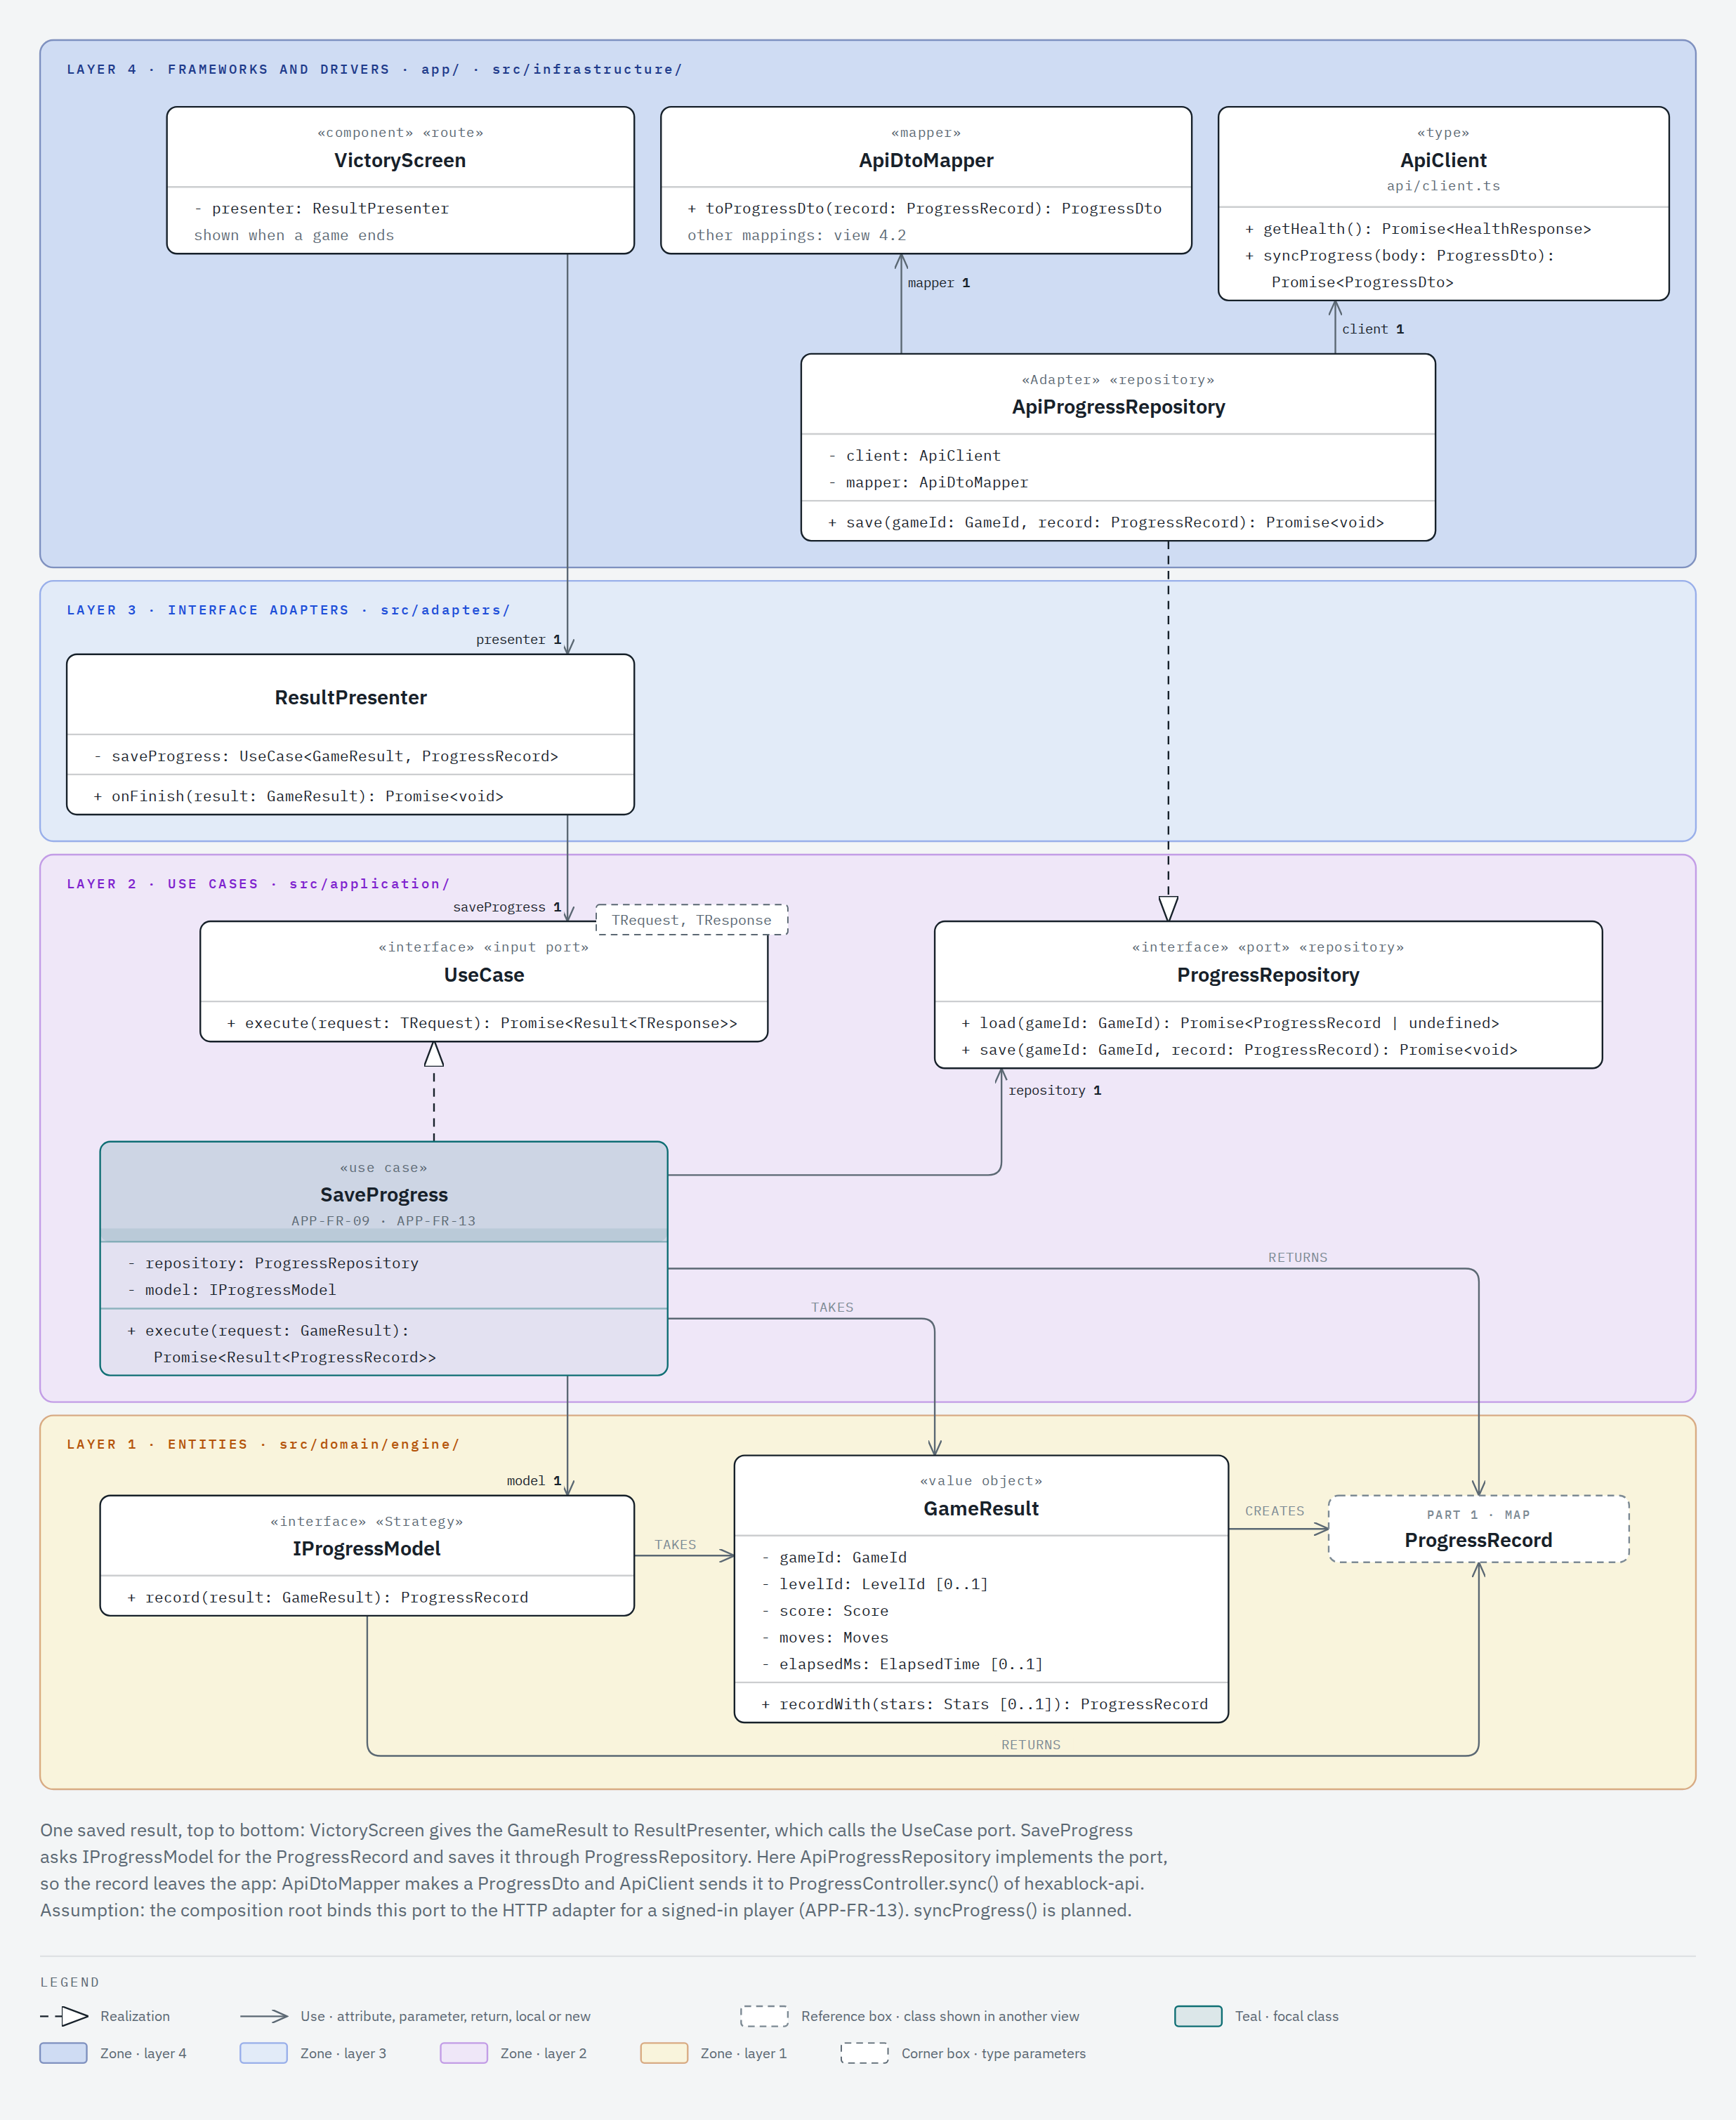 LAYER 4 · FRAMEWORKS AND DRIVERS · app/ · src/infrastructure/
«component» «route»
VictoryScreen
- presenter: ResultPresenter
shown when a game ends
«mapper»
ApiDtoMapper
+ toProgressDto(record: ProgressRecord): ProgressDto
other mappings: view 4.2
«type»
ApiClient
api/client.ts
+ getHealth(): Promise<HealthResponse>
+ syncProgress(body: ProgressDto):
Promise<ProgressDto>
mapper 1
client 1
«Adapter» «repository»
ApiProgressRepository
- client: ApiClient
- mapper: ApiDtoMapper
+ save(gameId: GameId, record: ProgressRecord): Promise<void>
LAYER 3 · INTERFACE ADAPTERS · src/adapters/
presenter 1
ResultPresenter
- saveProgress: UseCase<GameResult, ProgressRecord>
+ onFinish(result: GameResult): Promise<void>
LAYER 2 · USE CASES · src/application/
saveProgress 1
TRequest, TResponse
«interface» «input port»
UseCase
+ execute(request: TRequest): Promise<Result<TResponse>>
«interface» «port» «repository»
ProgressRepository
+ load(gameId: GameId): Promise<ProgressRecord | undefined>
+ save(gameId: GameId, record: ProgressRecord): Promise<void>
repository 1
«use case»
SaveProgress
APP-FR-09 · APP-FR-13
- repository: ProgressRepository
- model: IProgressModel
+ execute(request: GameResult):
Promise<Result<ProgressRecord>>
RETURNS
TAKES
LAYER 1 · ENTITIES · src/domain/engine/
model 1
«interface» «Strategy»
IProgressModel
+ record(result: GameResult): ProgressRecord
TAKES
«value object»
GameResult
- gameId: GameId
- levelId: LevelId [0..1]
- score: Score
- moves: Moves
- elapsedMs: ElapsedTime [0..1]
+ recordWith(stars: Stars [0..1]): ProgressRecord
CREATES
PART 1 · MAP
ProgressRecord
RETURNS
One saved result, top to bottom: VictoryScreen gives the GameResult to ResultPresenter, which calls the UseCase port. SaveProgress
asks IProgressModel for the ProgressRecord and saves it through ProgressRepository. Here ApiProgressRepository implements the port,
so the record leaves the app: ApiDtoMapper makes a ProgressDto and ApiClient sends it to ProgressController.sync() of hexablock-api.
Assumption: the composition root binds this port to the HTTP adapter for a signed-in player (APP-FR-13). syncProgress() is planned.
LEGEND
Realization
Use · attribute, parameter, return, local or new
Reference box · class shown in another view
Teal · focal class
Zone · layer 4
Zone · layer 3
Zone · layer 2
Zone · layer 1
Corner box · type parameters